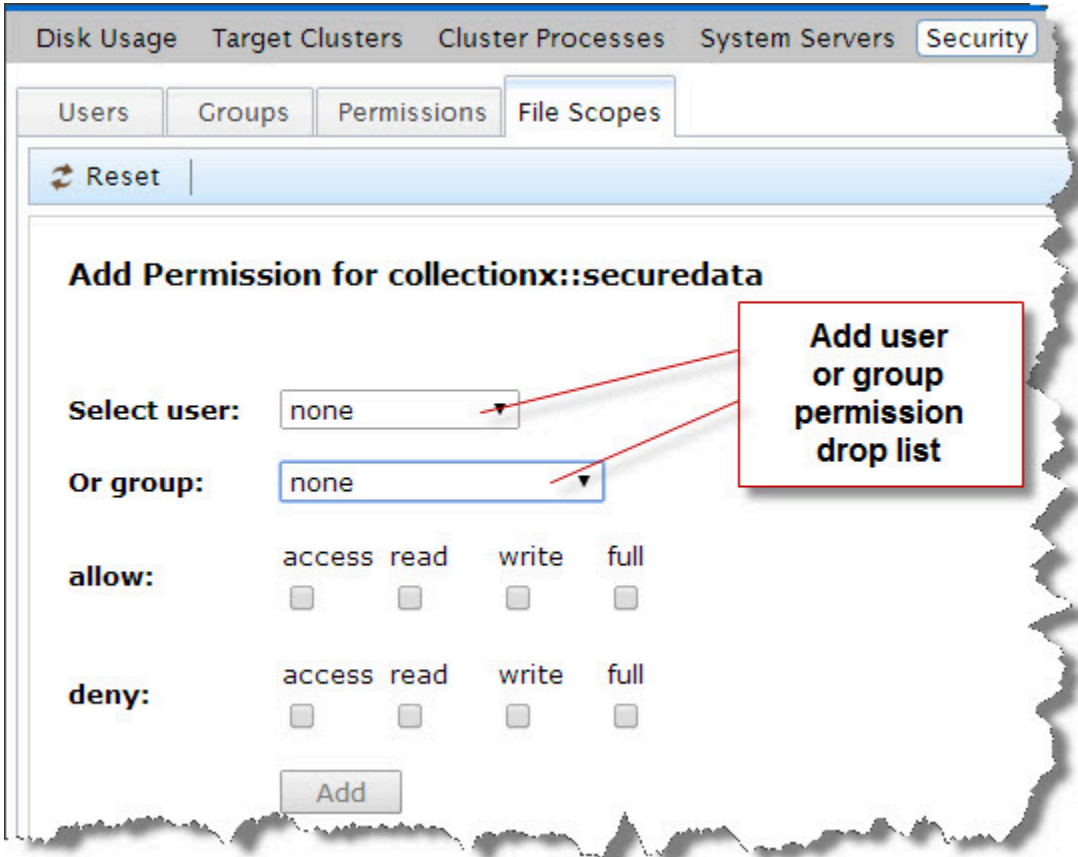 Disk Usage Target Clusters Cluster Processes System Servers Security
Users Groups Permissions File Scopes
Reset
Add Permission for collectionx::securedata
Add user
or group
permission
drop list
Select user: none
Or group: none
access read write full
allow:
access read write full
deny:
Add